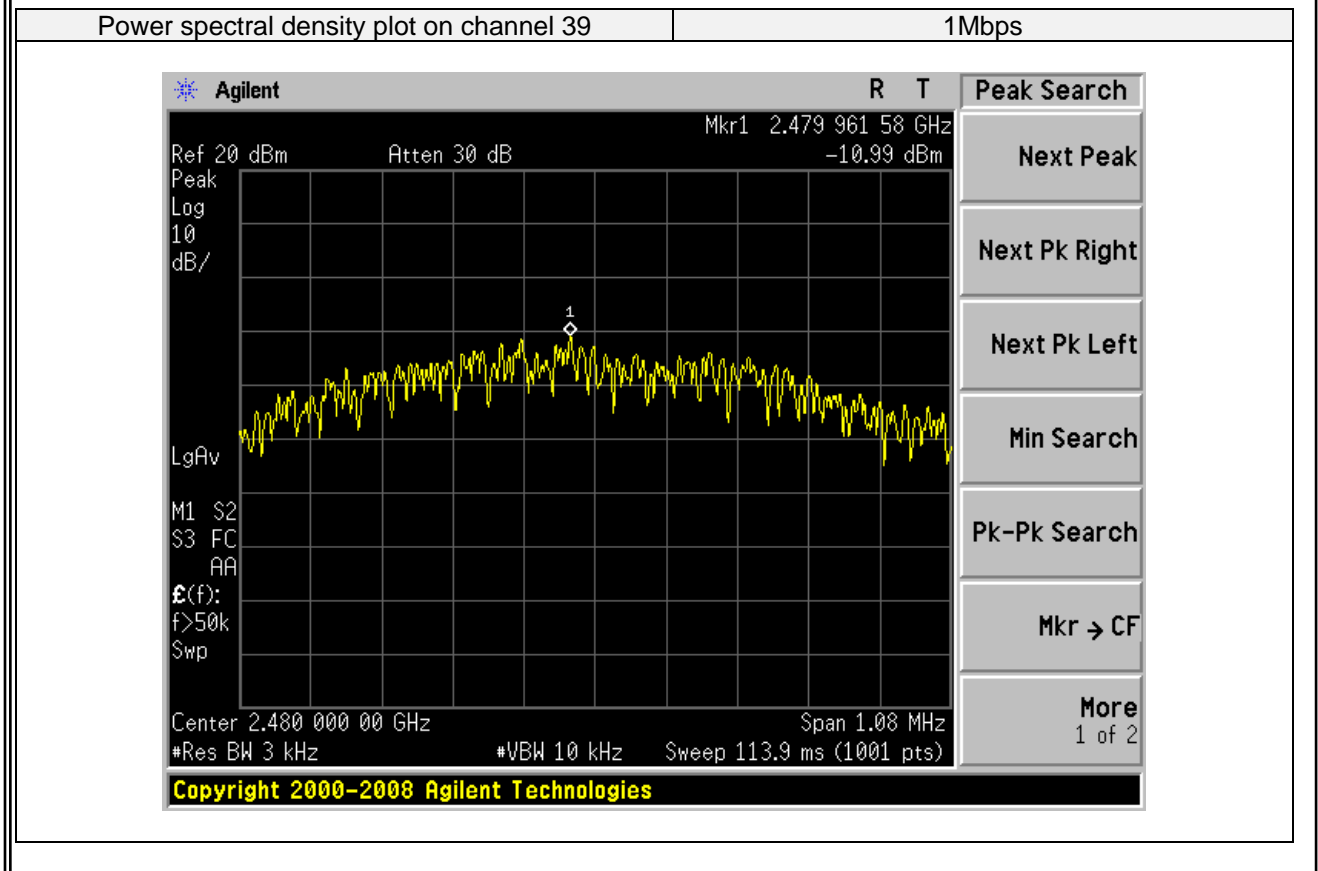 Power spectral density plot on channel 39 1Mbps
Agilent R T Peak Search
Mkr1 2.479 961 58 GHz
Ref 20 dBm Atten 30 dB -10.99 dBm
Peak
Log
10
dB/
1
LgAv
M1 S2
S3 FC
AA
£(f):
f>50k
Swp
Center 2.480 000 00 GHz Span 1.08 MHz
#Res BW 3 kHz #VBW 10 kHz Sweep 113.9 ms (1001 pts)
Next Peak
Next Pk Right
Next Pk Left
Min Search
Pk-Pk Search
Mkr → CF
More
1 of 2
Copyright 2000-2008 Agilent Technologies